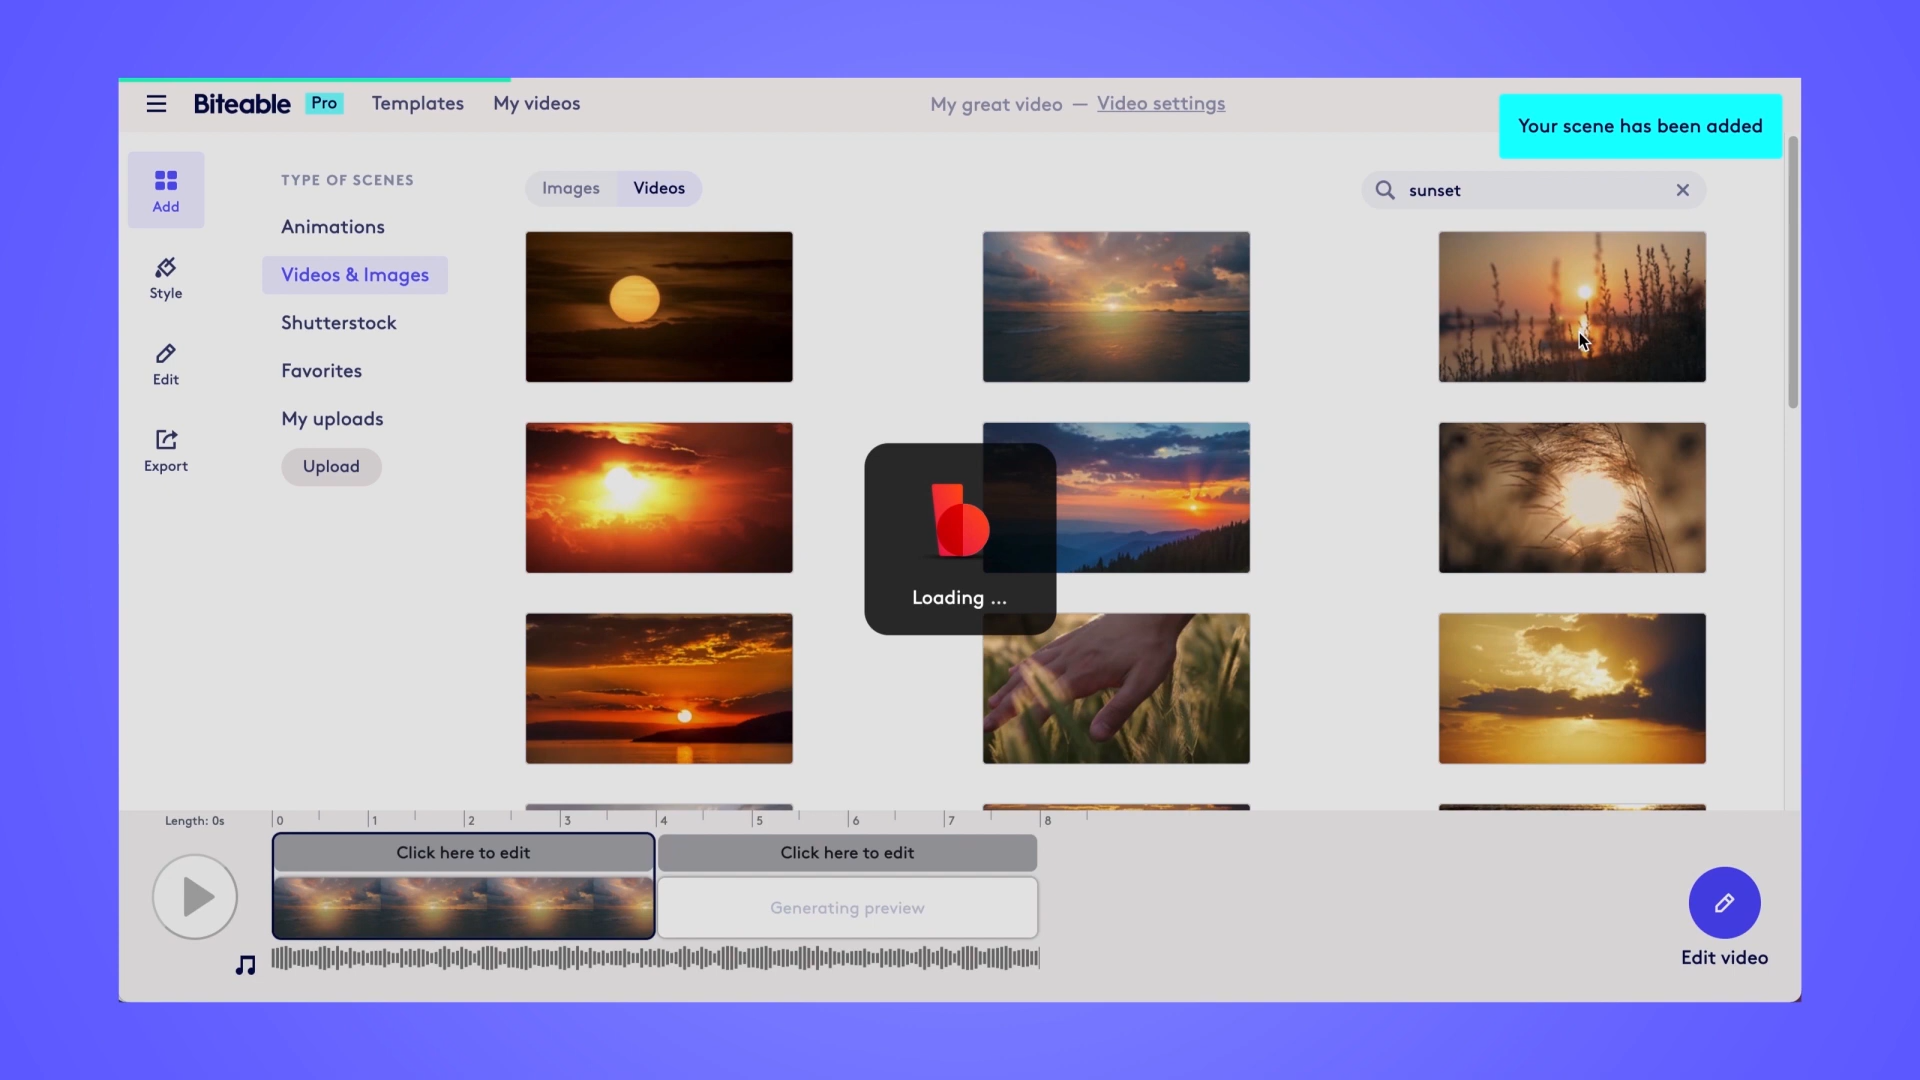 Biteable Pro Templates My videos
My great video — Video settings
Your scene has been added
Add
Style
Edit
Export
TYPE OF SCENES
Animations
Videos & Images
Shutterstock
Favorites
My uploads
Upload
Images Videos
sunset
Loading ...
Length: 0s
0 1 2 3 4 5 6 7 8
Click here to edit
Click here to edit
Generating preview
Edit video